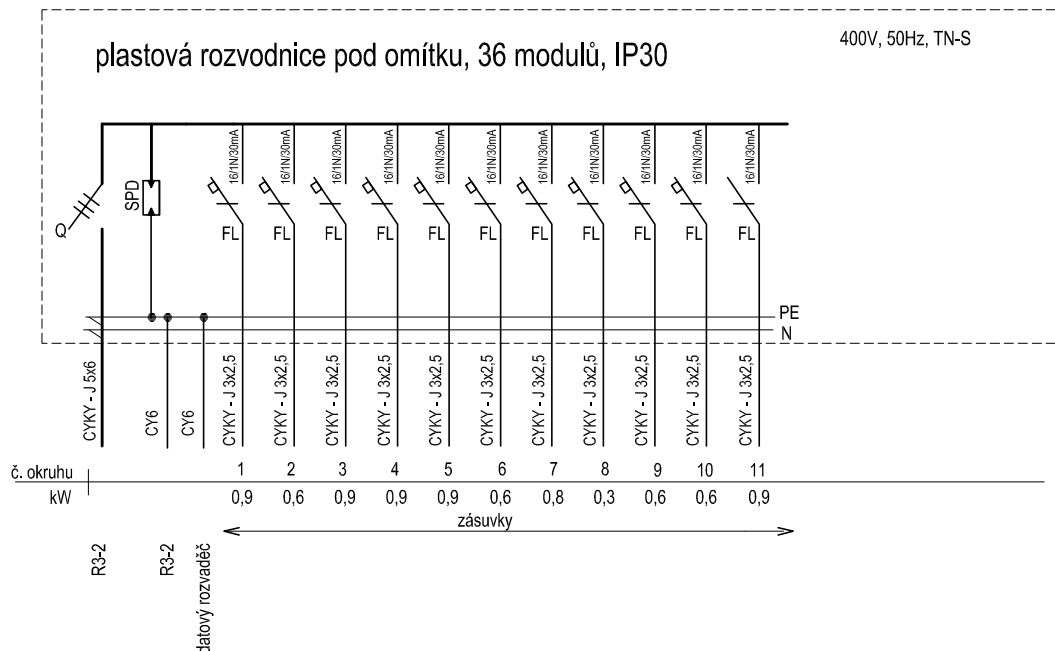 plastová rozvodnice pod omítku, 36 modulů, IP30
400V, 50Hz, TN-S
16/1N/30mA
16/1N/30mA
16/1N/30mA
16/1N/30mA
16/1N/30mA
16/1N/30mA
16/1N/30mA
16/1N/30mA
16/1N/30mA
16/1N/30mA
16/1N/30mA
Q
SPD
FL
FL
FL
FL
FL
FL
FL
FL
FL
FL
FL
PE
N
CYKY - J 5x6
CY6
CY6
CYKY - J 3x2,5
CYKY - J 3x2,5
CYKY - J 3x2,5
CYKY - J 3x2,5
CYKY - J 3x2,5
CYKY - J 3x2,5
CYKY - J 3x2,5
CYKY - J 3x2,5
CYKY - J 3x2,5
CYKY - J 3x2,5
CYKY - J 3x2,5
č. okruhu 1 2 3 4 5 6 7 8 9 10 11
kW 0,9 0,6 0,9 0,9 0,9 0,6 0,8 0,3 0,6 0,6 0,9
zásuvky
R3-2
R3-2
datový rozvaděč